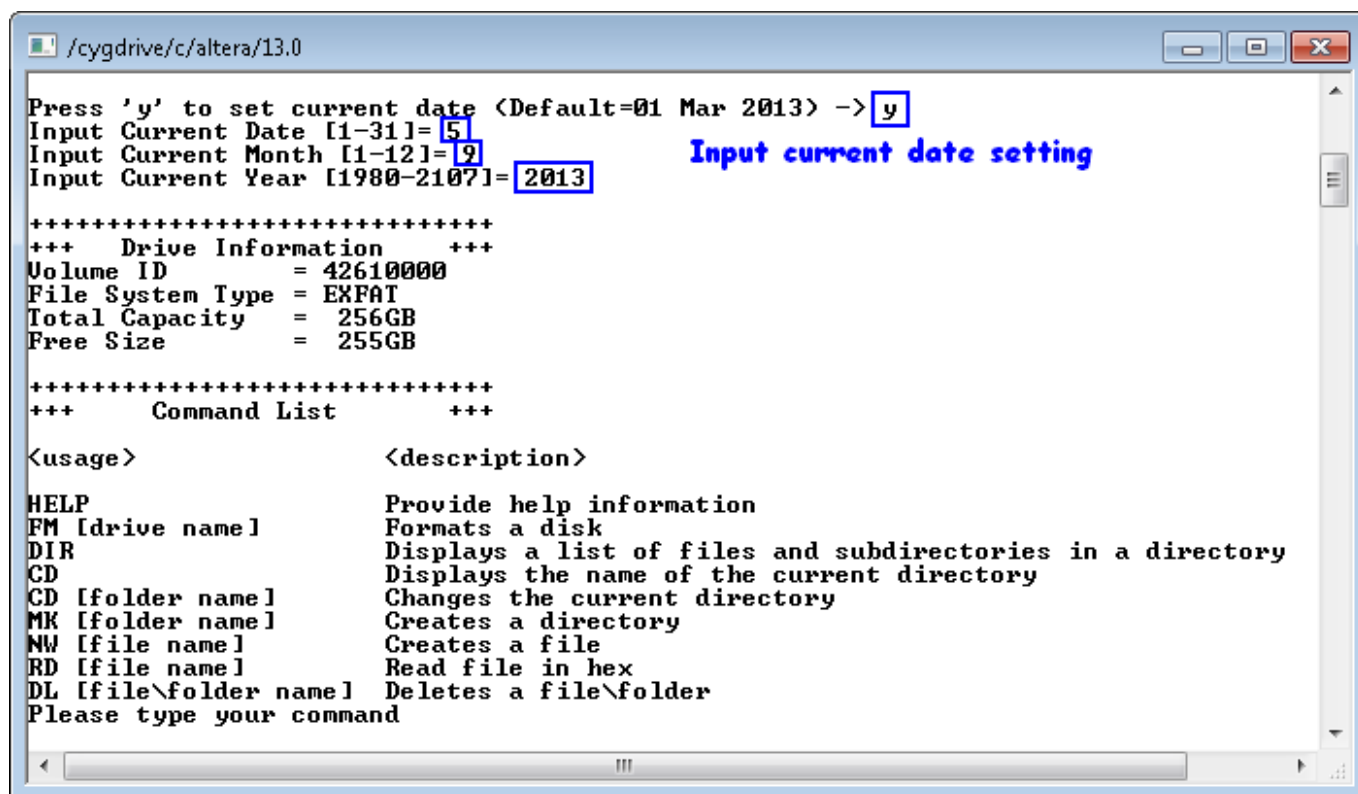 /cygdrive/c/altera/13.0
Press 'y' to set current date (Default=01 Mar 2013) -> y
Input Current Date [1-31]= 5
Input Current Month [1-12]= 9
Input current date setting
Input Current Year [1980-2107]= 2013
++++++++++++++++++++++++++++++
+++   Drive Information    +++
Volume ID        = 42610000
File System Type = EXFAT
Total Capacity   =  256GB
Free Size        =  255GB
++++++++++++++++++++++++++++++
+++     Command List       +++
<usage>                <description>
HELP                   Provide help information
FM [drive name]        Formats a disk
DIR                    Displays a list of files and subdirectories in a directory
CD                     Displays the name of the current directory
CD [folder name]       Changes the current directory
MK [folder name]       Creates a directory
NW [file name]         Creates a file
RD [file name]         Read file in hex
DL [file\folder name]  Deletes a file\folder
Please type your command